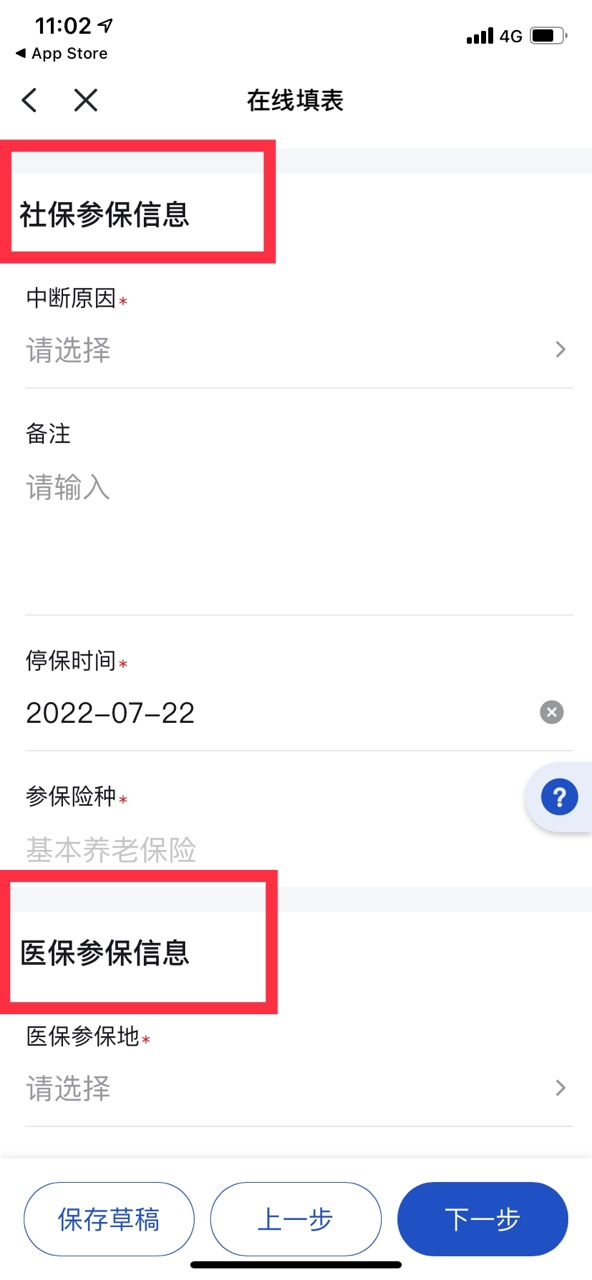 11:02
4G
App Store
在线填表
社保参保信息
中断原因*
请选择
备注
请输入
停保时间*
2022-07-22
参保险种*
?
基本养老保险
医保参保信息
医保参保地*
请选择
保存草稿
上一步
下一步